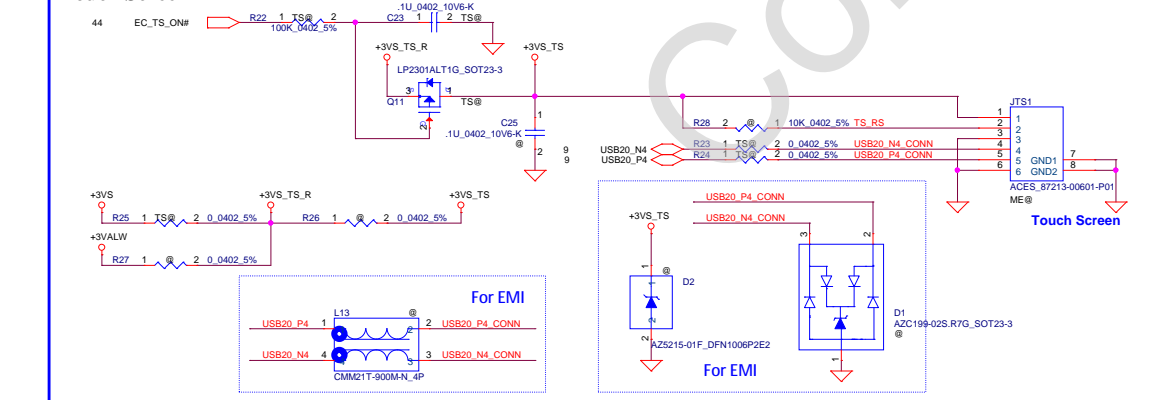 .1U_0402_10V6-K
44 EC_TS_ON# R22 1 TS@ 2 C23 1 2 TS@
100K_0402_5%
+3VS_TS_R +3VS_TS
LP2301ALT1G_SOT23-3
3 1
Q11 TS@
2
C25 1
.1U_0402_10V6-K
@ 2
JTS1
R28 2 @ 1 10K_0402_5% TS_RS
9 USB20_N4 R23 1 TS@ 2 0_0402_5% USB20_N4_CONN
9 USB20_P4 R24 1 TS@ 2 0_0402_5% USB20_P4_CONN
1 1
2 2
3 3
4 4
5 5 GND1 7
6 6 GND2 8
ACES_87213-00601-P01
ME@
Touch Screen
+3VS +3VS_TS_R +3VS_TS
R25 1 TS@ 2 0_0402_5% R26 1 @ 2 0_0402_5%
+3VALW
R27 1 @ 2 0_0402_5%
For EMI
L13 @
USB20_P4 1 2 USB20_P4_CONN
USB20_N4 4 3 USB20_N4_CONN
CMM21T-900M-N_4P
USB20_P4_CONN
USB20_N4_CONN
+3VS_TS
3 2
1 @
D2
1
2
2
AZ5215-01F_DFN1006P2E2
D1
AZC199-02S.R7G_SOT23-3
@
1
For EMI